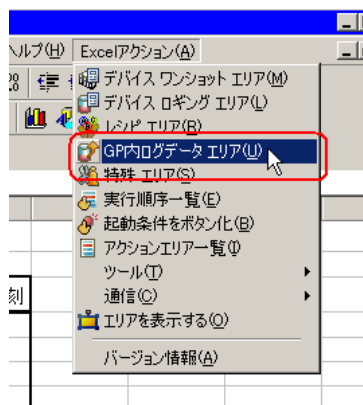 ヘルプ(H) Excelアクション(A)
デバイス ワンショット エリア(M)
デバイス ロギング エリア(L)
レシピ エリア(R)
GP内ログデータ エリア(U)
特殊 エリア(S)
実行順序一覧(E)
起動条件をボタン化(B)
アクションエリア一覧(I)
ツール(T)
刻
通信(C)
エリアを表示する(O)
バージョン情報(A)